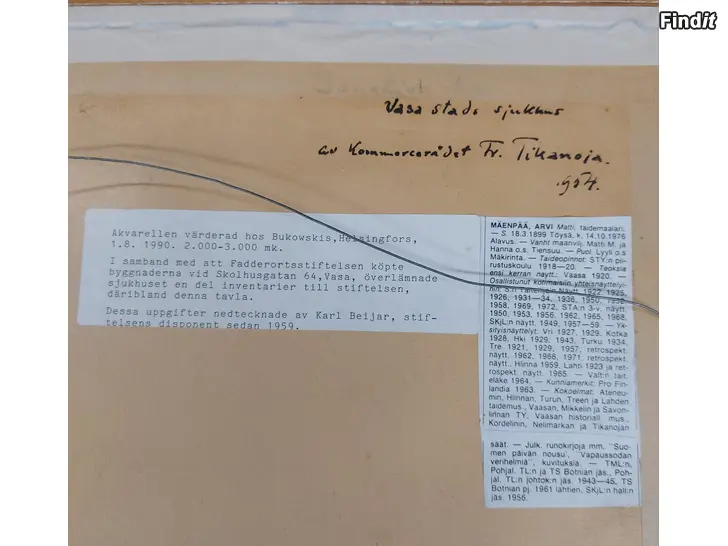 Findit
Vasa stads sjukhus
av Kommerserådet Fr. Tikanoja.
1954.
Akvarellen värderad hos Bukowskis,Helsingfors,
1.8. 1990. 2.000-3.000 mk.
I samband med att Fadderortsstiftelsen köpte
byggnaderna vid Skolhusgatan 64,Vasa, överlämnade
sjukhuset en del inventarier till stiftelsen,
däribland denna tavla.
Dessa uppgifter nedtecknade av Karl Beijar, stif-
telsens disponent sedan 1959.
MÄENPÄÄ, ARVI Matti, taidemaalari.
— S. 18.3.1899 Töysä, k. 14.10.1976
Alavus. — Vanht maanvilj. Matti M. ja
Hanna o.s. Tiensuu. — Puol. Lyyli o.s
Mäkirinta. — Taideopinnot: STY:n pii-
rustuskoulu 1918—20. — Teoksia
ensi kerran näytt.: Vaasa 1920. —
Osallistunut kotimaisiin yhteisnäyttelyi-
hin: S:n Taiteilijain Näytt 1922, 1925,
1926, 1931—34, 1936, 1950, 1956,
1958, 1969, 1972, STA:n 3-v. näytt.
1950, 1953, 1956, 1962, 1965, 1968,
SKjL:n näytt. 1949, 1957—59. — Yk-
sityisnäyttelyt: Vri 1927, 1929, Kotka
1928, Hki 1929, 1943, Turku 1934,
Tre 1921, 1929, 1957, retrospekt.
näytt. 1962, 1966, 1971, retrospekt.
näytt., Hlinna 1959, Lahti 1923 ja ret-
rospekt. näytt. 1965. — Valt:n tait.
eläke 1964. — Kunniamerkit: Pro Fin-
landia 1963. — Kokoelmat: Ateneu-
min, Hlinnan, Turun, Treen ja Lahden
taidemus., Vaasan, Mikkelin ja Savon-
linnan TY, Vaasan historiall. mus.,
Kordelinin, Nelimarkan ja Tikanojan
säät. — Julk. runokirjoja mm. "Suo-
men päivän nousu", "Vapaussodan
verihelmiä", kuvituksia. — TML:n,
Pohjal. TL:n ja TS Botnian jäs., Poh-
jal. TL:n johtok:n jäs. 1943—45, TS
Botnian pj. 1961 lähtien, SKjL:n hall:n
jäs. 1956.